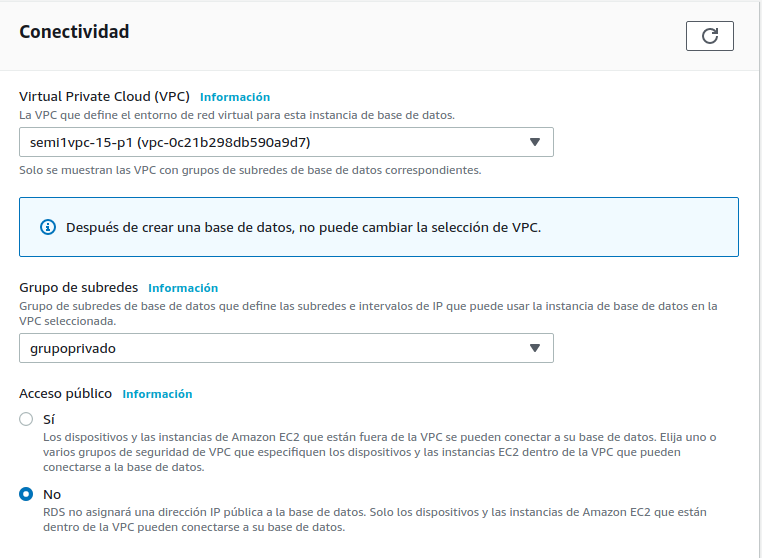 Conectividad
Virtual Private Cloud (VPC) Información
La VPC que define el entorno de red virtual para esta instancia de base de datos.
semi1vpc-15-p1 (vpc-0c21b298db590a9d7)
Solo se muestran las VPC con grupos de subredes de base de datos correspondientes.
Después de crear una base de datos, no puede cambiar la selección de VPC.
Grupo de subredes Información
Grupo de subredes de base de datos que define las subredes e intervalos de IP que puede usar la instancia de base de datos en la
VPC seleccionada.
grupoprivado
Acceso público Información
Sí
Los dispositivos y las instancias de Amazon EC2 que están fuera de la VPC se pueden conectar a su base de datos. Elija uno o
varios grupos de seguridad de VPC que especifiquen los dispositivos y las instancias EC2 dentro de la VPC que pueden
conectarse a la base de datos.
No
RDS no asignará una dirección IP pública a la base de datos. Solo los dispositivos y las instancias de Amazon EC2 que están
dentro de la VPC pueden conectarse a su base de datos.